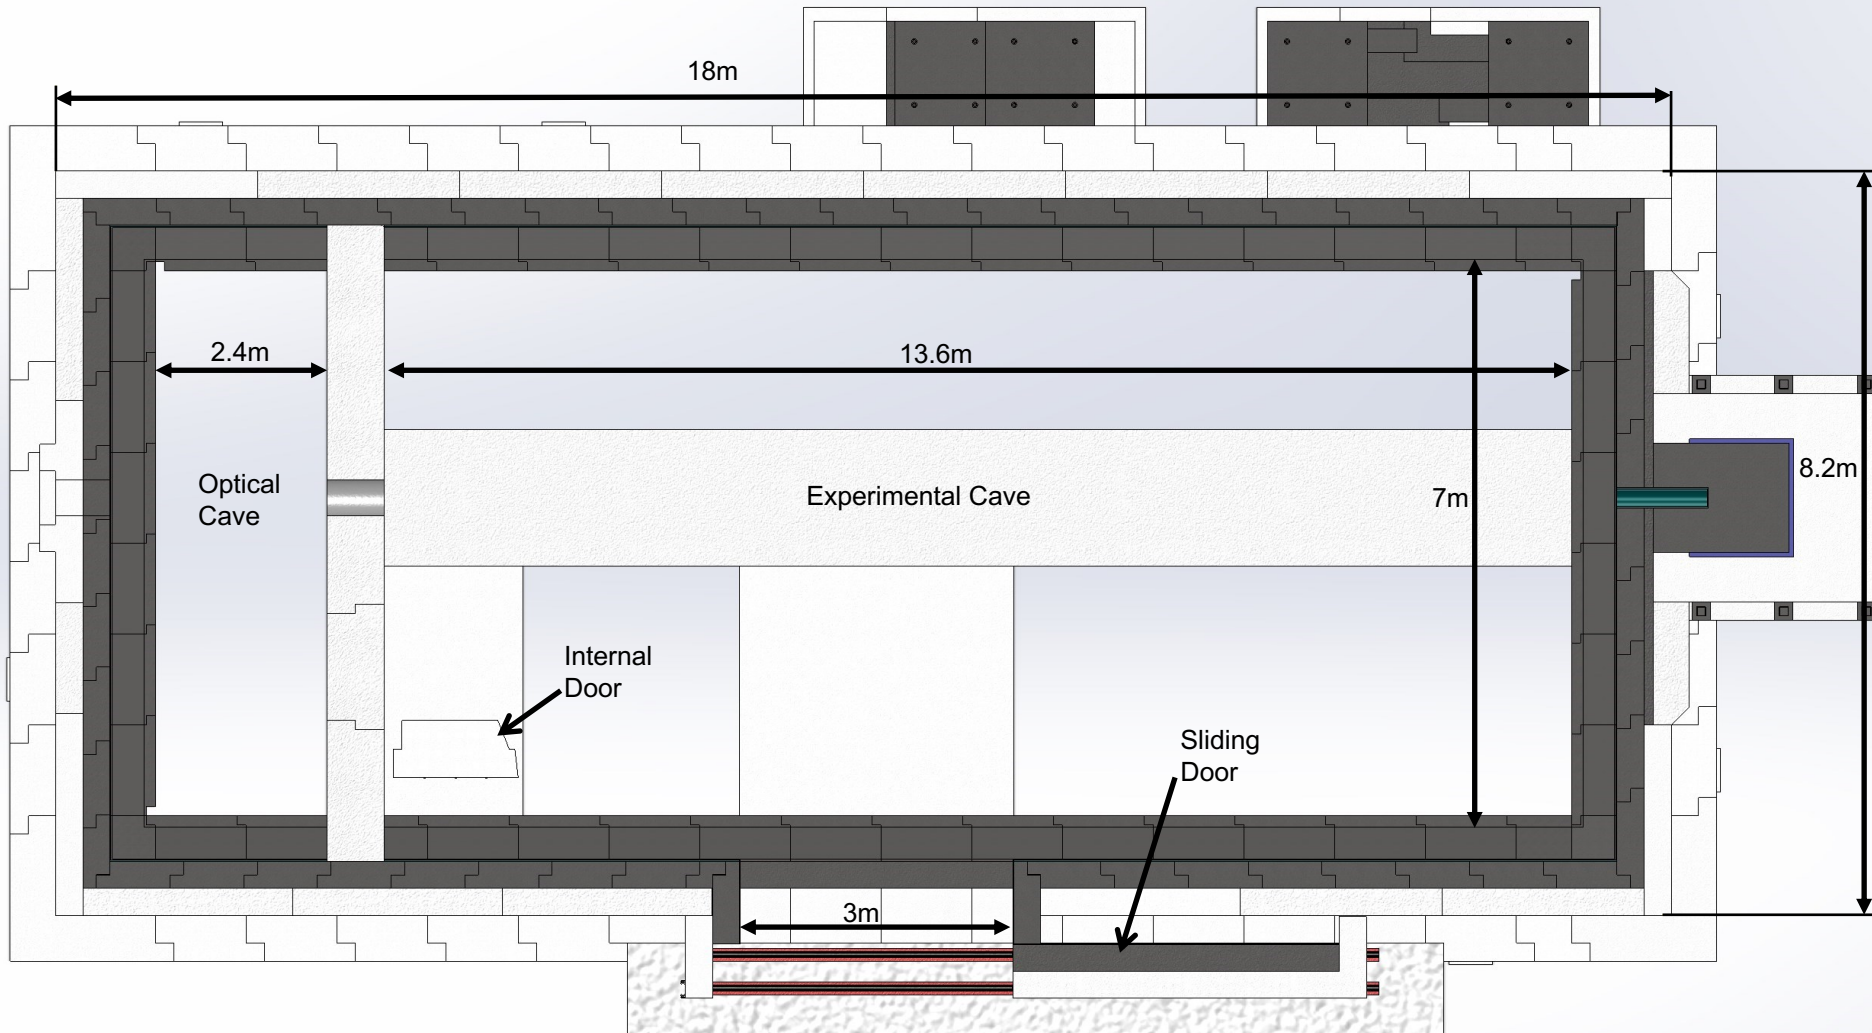 18m
2.4m
13.6m
Optical
Cave
Experimental Cave
7m
8.2m
Internal
Door
Sliding
Door
3m